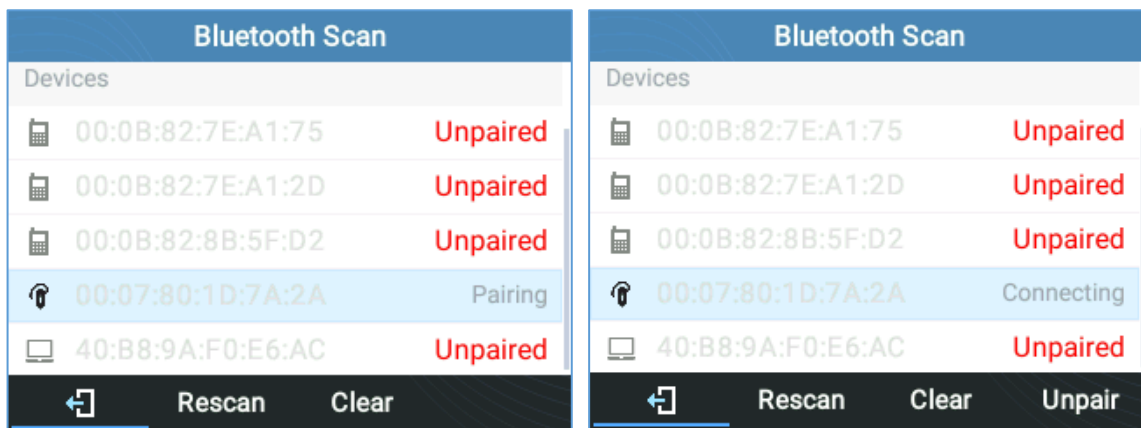 Bluetooth Scan
Devices
00:0B:82:7E:A1:75 Unpaired
00:0B:82:7E:A1:2D Unpaired
00:0B:82:8B:5F:D2 Unpaired
00:07:80:1D:7A:2A Pairing
40:B8:9A:F0:E6:AC Unpaired
Rescan Clear
Bluetooth Scan
Devices
00:0B:82:7E:A1:75 Unpaired
00:0B:82:7E:A1:2D Unpaired
00:0B:82:8B:5F:D2 Unpaired
00:07:80:1D:7A:2A Connecting
40:B8:9A:F0:E6:AC Unpaired
Rescan Clear Unpair